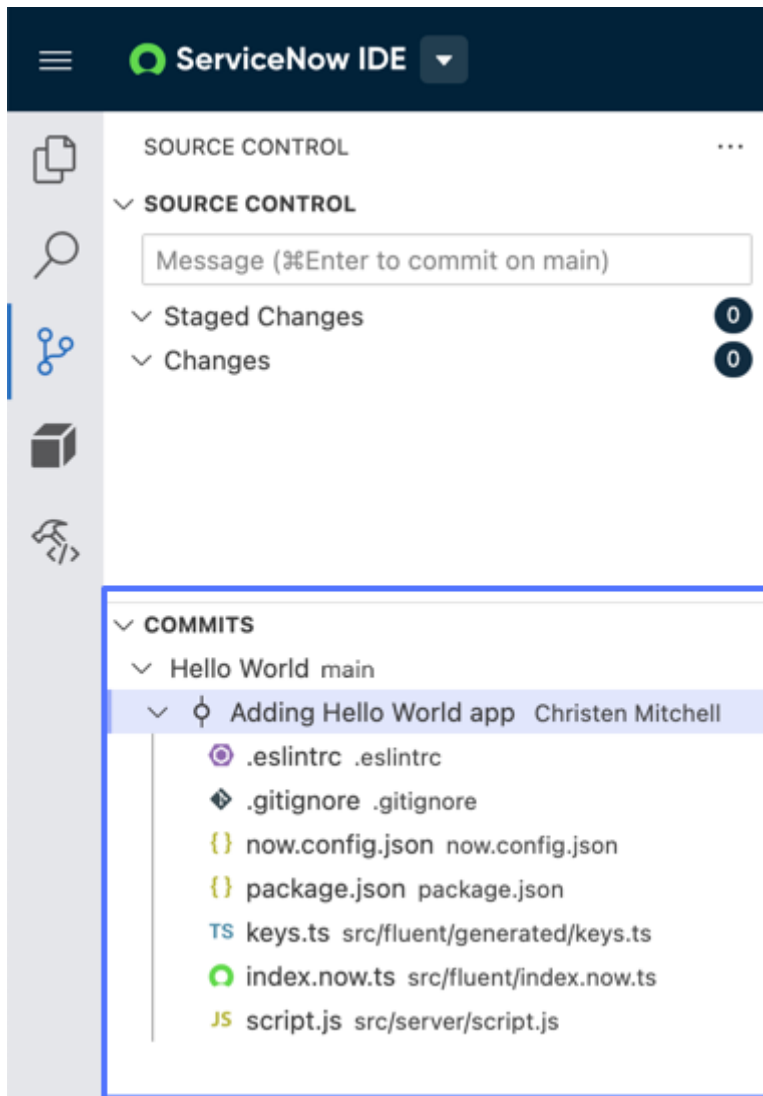 ServiceNow IDE
SOURCE CONTROL ...
SOURCE CONTROL
Message (⌘Enter to commit on main)
Staged Changes 0
Changes 0
COMMITS
Hello World main
Adding Hello World app Christen Mitchell
.eslintrc .eslintrc
.gitignore .gitignore
{} now.config.json now.config.json
{} package.json package.json
TS keys.ts src/fluent/generated/keys.ts
index.now.ts src/fluent/index.now.ts
JS script.js src/server/script.js